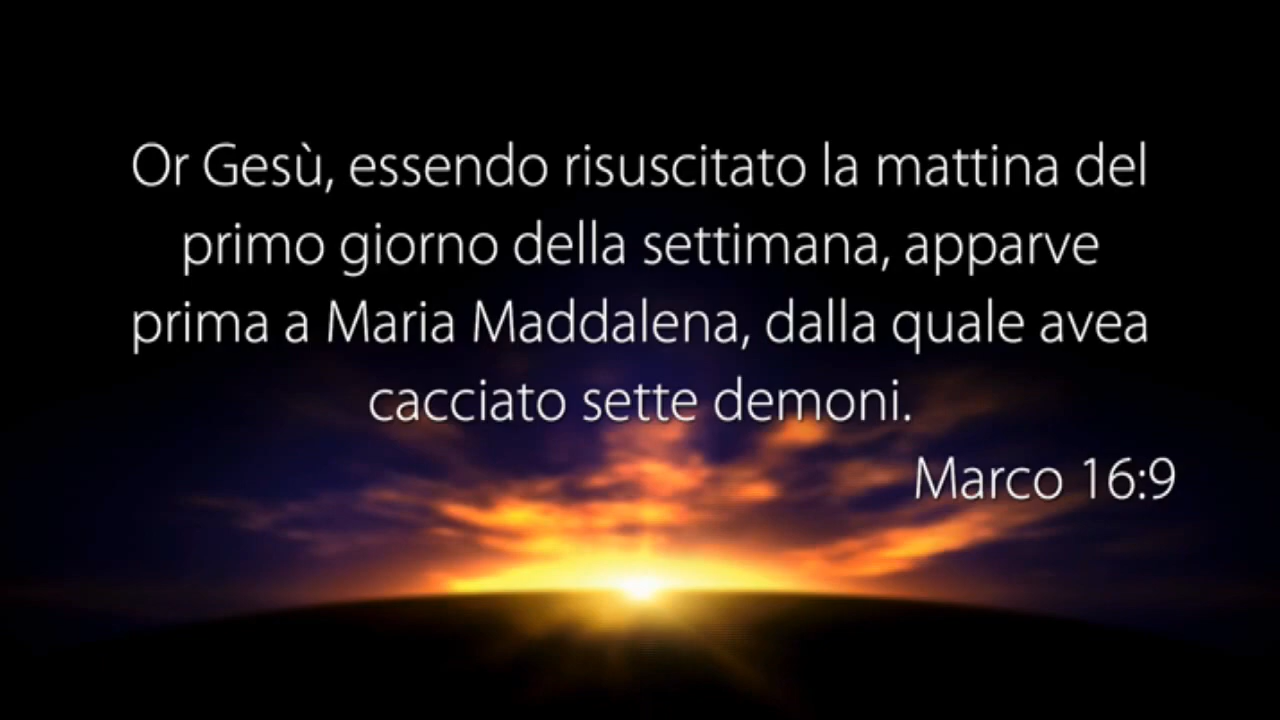 Or Gesù, essendo risuscitato la mattina del
primo giorno della settimana, apparve
prima a Maria Maddalena, dalla quale avea
cacciato sette demoni.
Marco 16:9